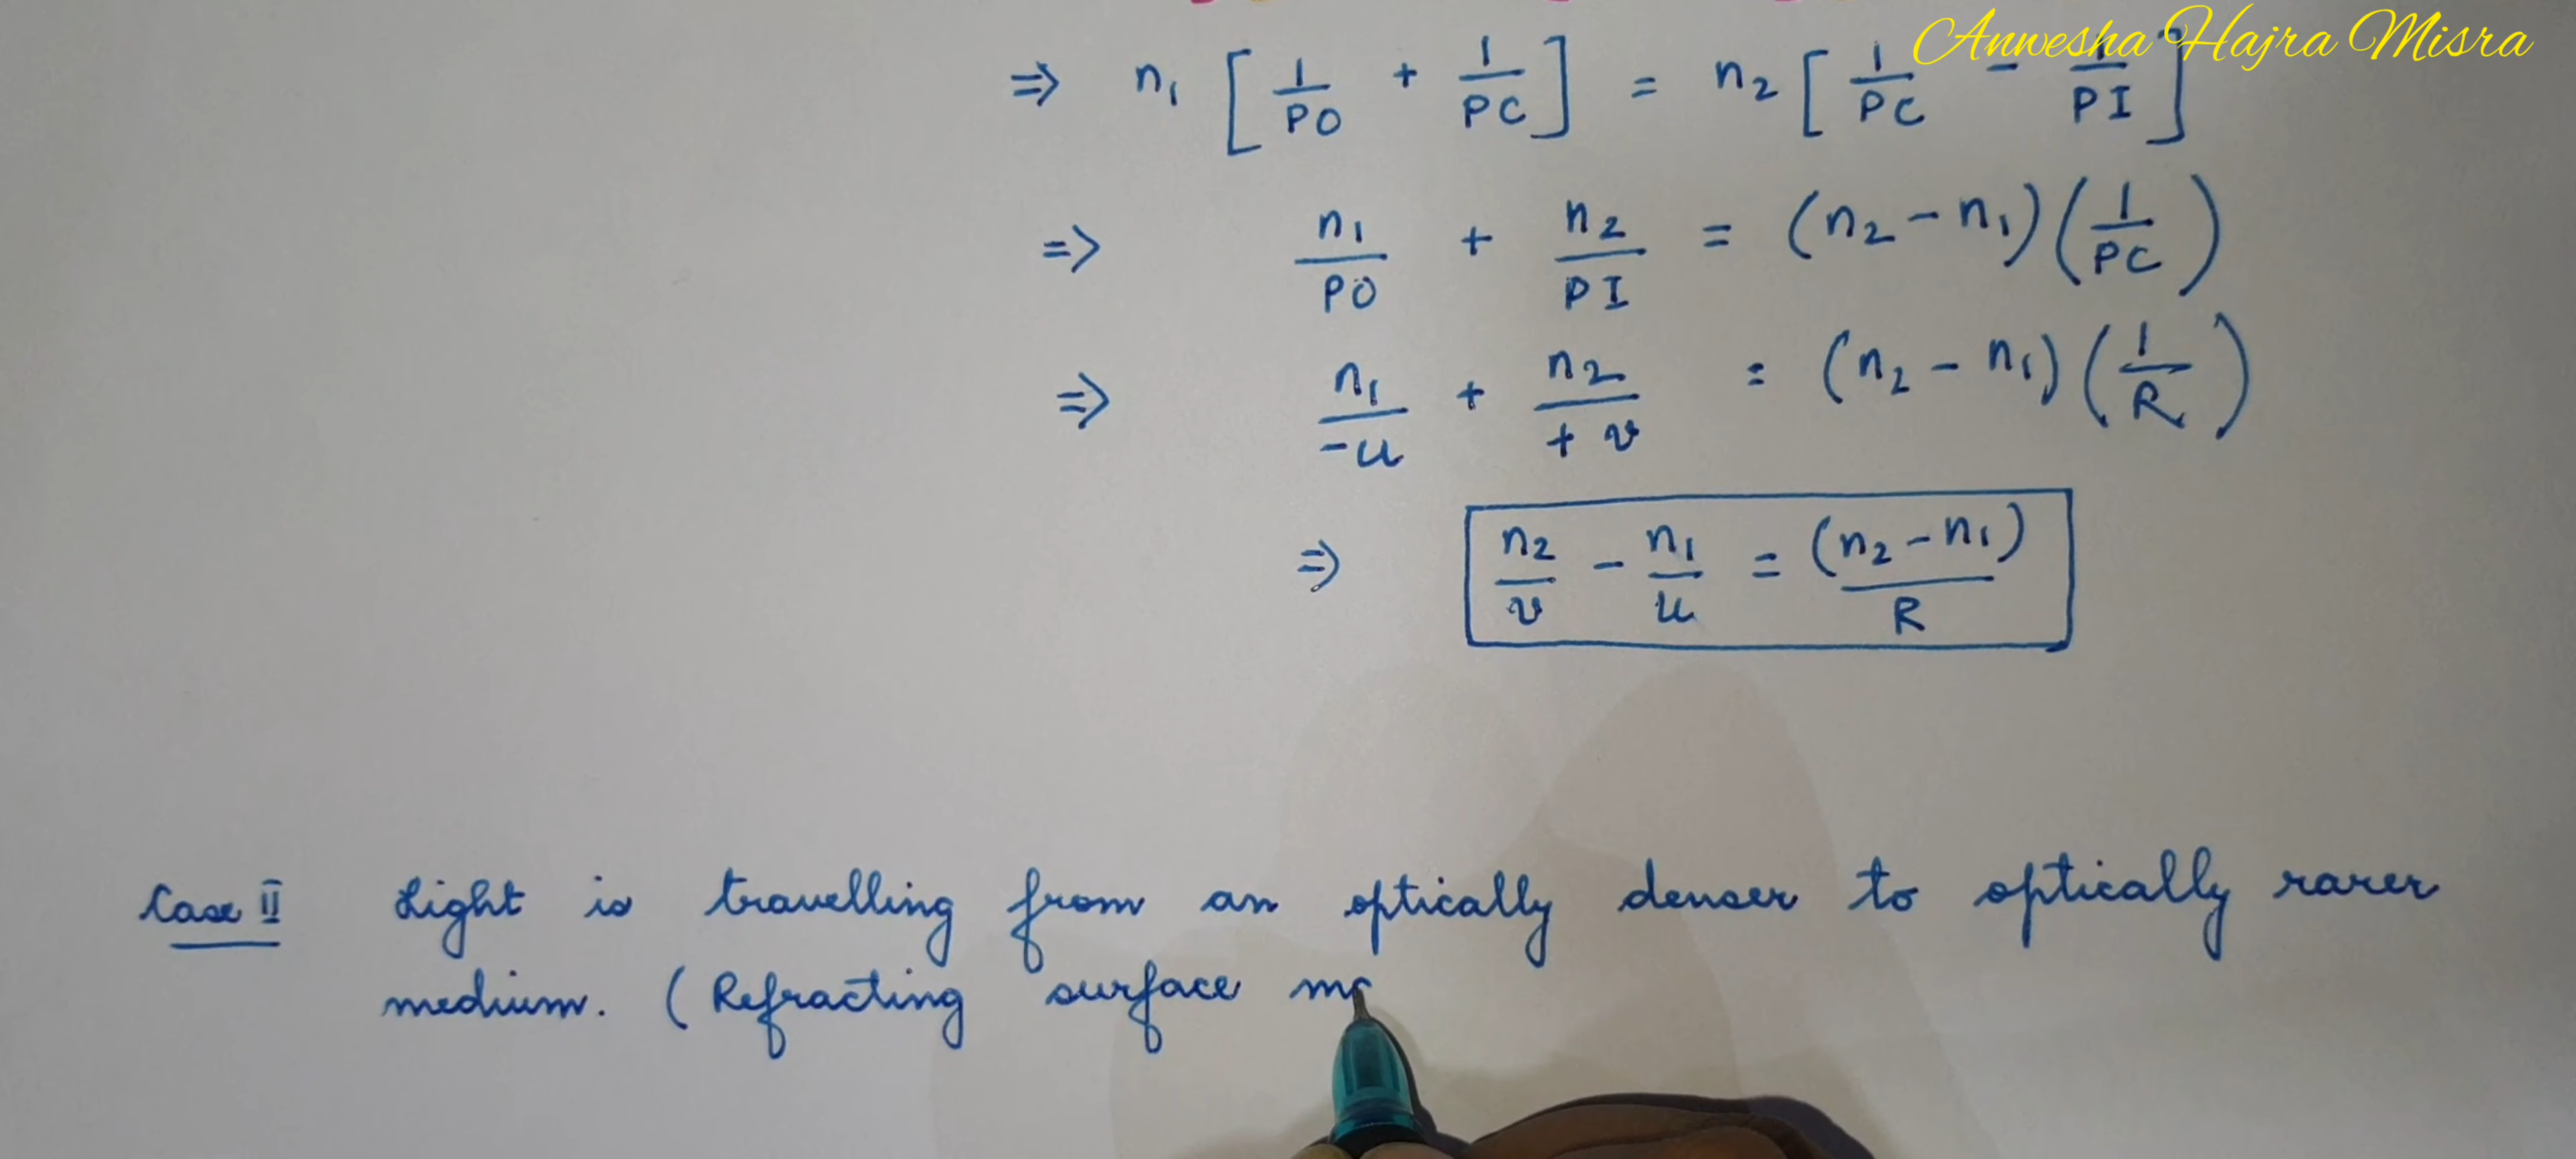 Anwesha Hajra Misra
⇒ n₁ [ 1/PO + 1/PC ] = n₂ [ 1/PC − 1/PI ]
⇒ n₁/PO + n₂/PI = (n₂ − n₁) (1/PC)
⇒ n₁/−u + n₂/+v = (n₂ − n₁) (1/R)
⇒ n₂/v − n₁/u = (n₂ − n₁)/R
Case II Light is travelling from an optically denser to optically rarer
medium. (Refracting surface